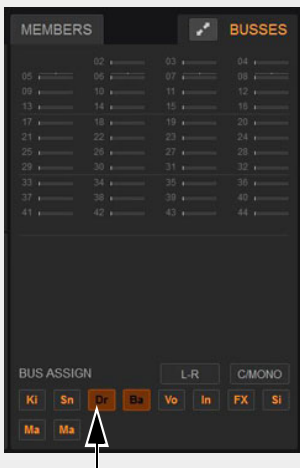 MEMBERS BUSSES
02 03 04
05 06 07 08
09 10 11 12
13 14 15 16
17 18 19 20
21 22 23 24
25 26 27 28
29 30 31 32
33 34 35 36
37 38 39 40
41 42 43 44
BUS ASSIGN L-R C/MONO
Ki Sn Dr Ba Vo In FX Si
Ma Ma